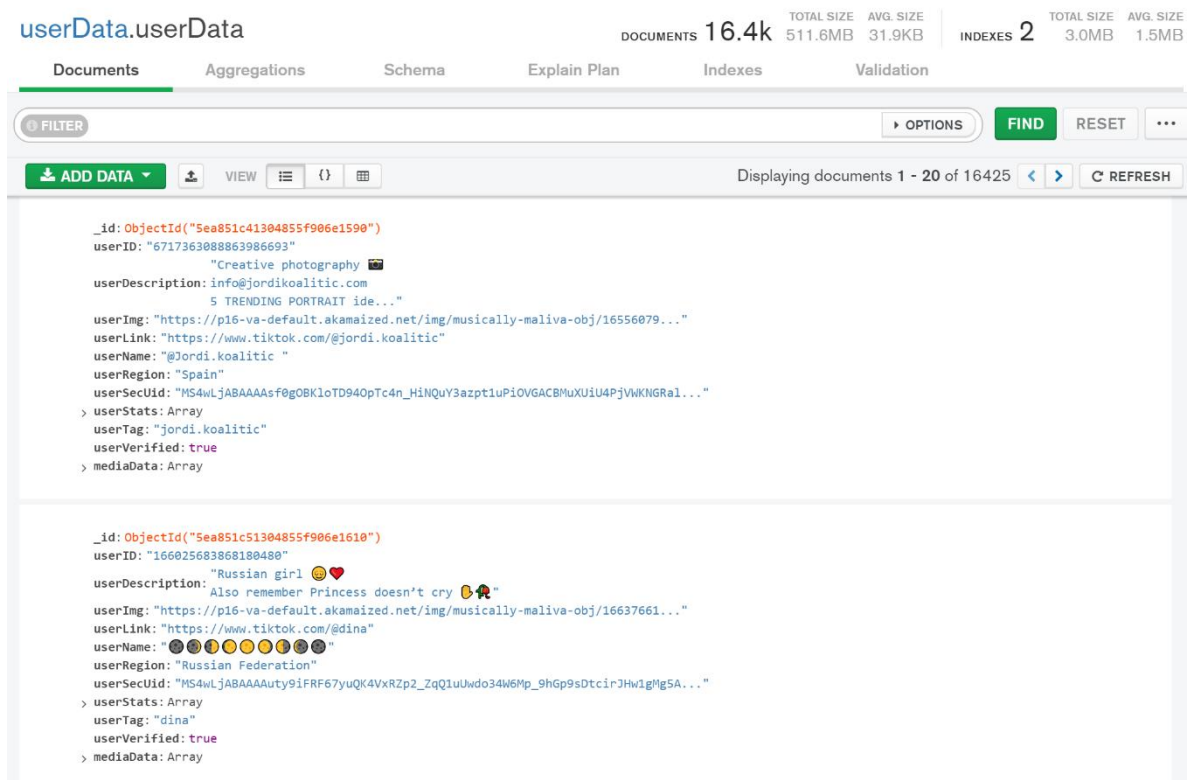 userData.userData
DOCUMENTS 16.4k TOTAL SIZE 511.6MB AVG. SIZE 31.9KB INDEXES 2 TOTAL SIZE 3.0MB AVG. SIZE 1.5MB
Documents Aggregations Schema Explain Plan Indexes Validation
FILTER OPTIONS FIND RESET ...
ADD DATA VIEW {} Displaying documents 1 - 20 of 16425 < > REFRESH
_id: ObjectId("5ea851c41304855f906e1590")
userID: "6717363088863986693"
"Creative photography 📷
userDescription: info@jordikoalitic.com
5 TRENDING PORTRAIT ide..."
userImg: "https://p16-va-default.akamaized.net/img/musically-maliva-obj/16556079..."
userLink: "https://www.tiktok.com/@jordi.koalitic"
userName: "@Jordi.koalitic "
userRegion: "Spain"
userSecUid: "MS4wLjABAAAAsf0gOBKloTD94OpTc4n_HiNQuY3azpt1uPiOVGACBMuXUiU4PjVWKNGRal..."
> userStats: Array
userTag: "jordi.koalitic"
userVerified: true
> mediaData: Array
_id: ObjectId("5ea851c51304855f906e1610")
userID: "166025683868180480"
"Russian girl 😑❤
userDescription: Also remember Princess doesn't cry ✋🥀"
userImg: "https://p16-va-default.akamaized.net/img/musically-maliva-obj/16637661..."
userLink: "https://www.tiktok.com/@dina"
userName: "🌑🌒🌓🌔🌕🌖🌗🌘🌑"
userRegion: "Russian Federation"
userSecUid: "MS4wLjABAAAAuty9iFRF67yuQK4VxRZp2_ZqQ1uUwdo34W6Mp_9hGp9sDtcirJHw1gMg5A..."
> userStats: Array
userTag: "dina"
userVerified: true
> mediaData: Array